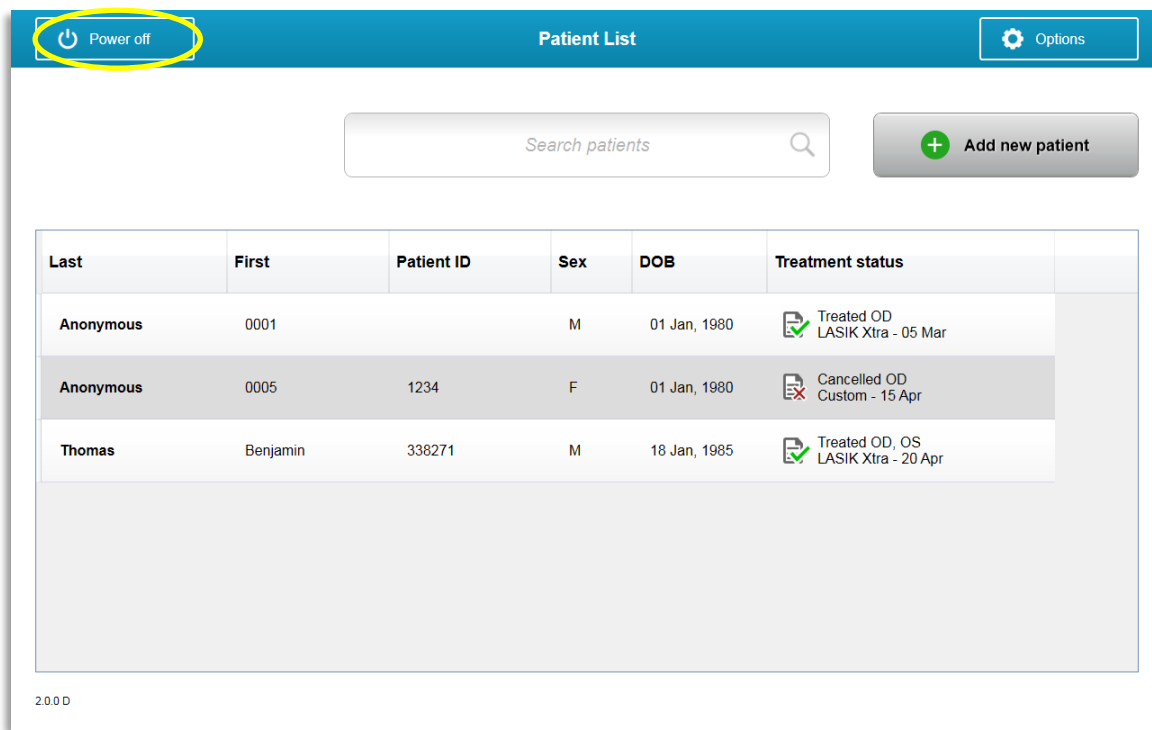 Power off
Patient List
Options
Search patients
Add new patient
Last First Patient ID Sex DOB Treatment status
Anonymous 0001 M 01 Jan, 1980 Treated OD
LASIK Xtra - 05 Mar
Anonymous 0005 1234 F 01 Jan, 1980 Cancelled OD
Custom - 15 Apr
Thomas Benjamin 338271 M 18 Jan, 1985 Treated OD, OS
LASIK Xtra - 20 Apr
2.0.0 D